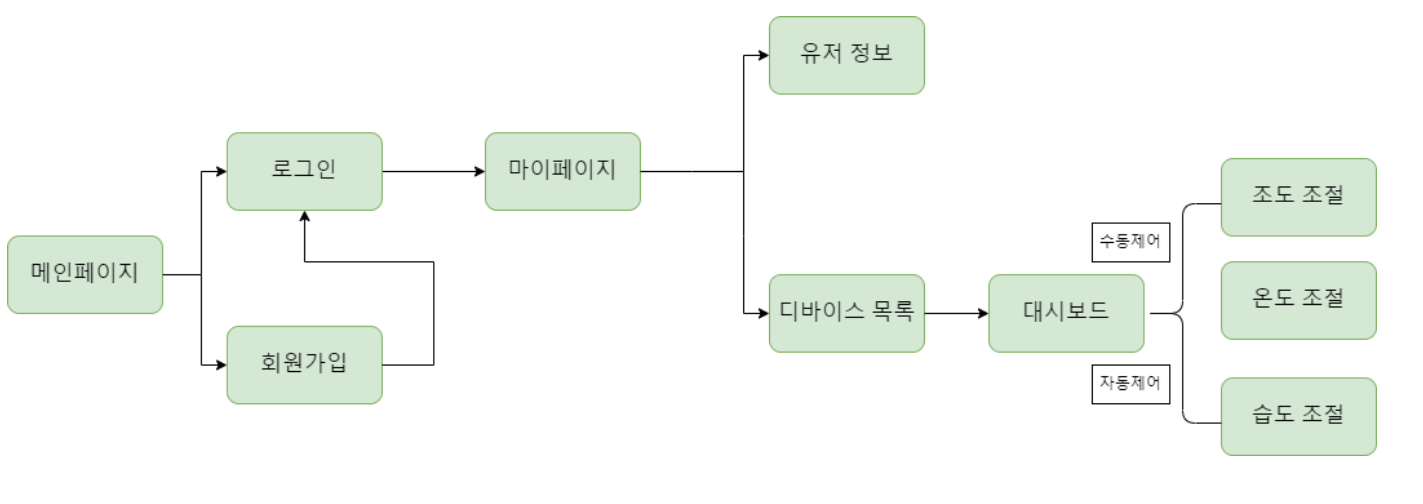 메인페이지
로그인
회원가입
마이페이지
유저 정보
디바이스 목록
대시보드
수동제어
자동제어
조도 조절
온도 조절
습도 조절